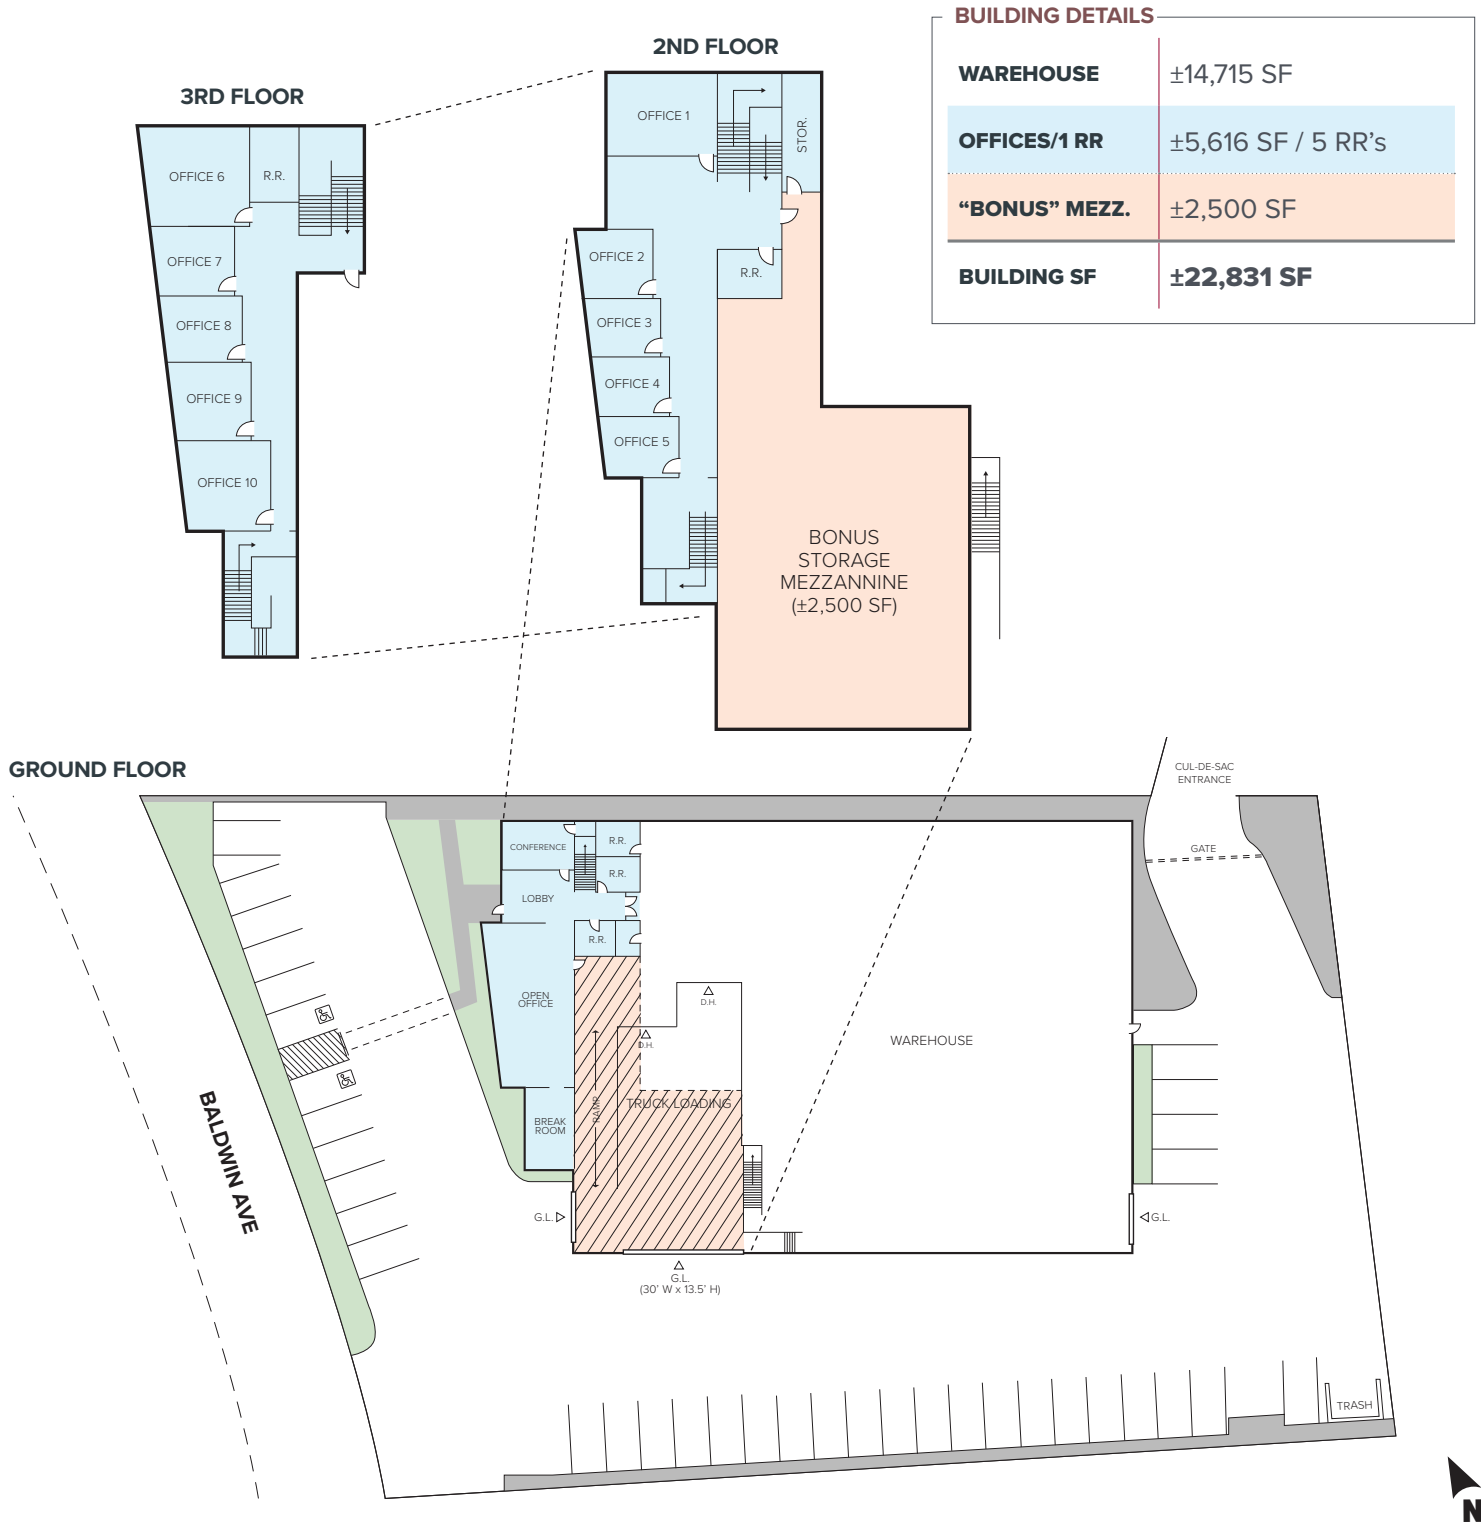 BUILDING DETAILS
WAREHOUSE ±14,715 SF
OFFICES/1 RR ±5,616 SF / 5 RR’s
“BONUS” MEZZ. ±2,500 SF
BUILDING SF ±22,831 SF
2ND FLOOR
OFFICE 1
STOR.
OFFICE 2
R.R.
OFFICE 3
OFFICE 4
OFFICE 5
BONUS
STORAGE
MEZZANNINE
(±2,500 SF)
3RD FLOOR
OFFICE 6
R.R.
OFFICE 7
OFFICE 8
OFFICE 9
OFFICE 10
GROUND FLOOR
CUL-DE-SAC
ENTRANCE
GATE
CONFERENCE
R.R.
R.R.
LOBBY
R.R.
OPEN
OFFICE
D.H.
D.H.
WAREHOUSE
RAMP
TRUCK LOADING
BREAK
ROOM
BALDWIN AVE
G.L.
G.L.
G.L.
(30' W x 13.5' H)
TRASH
N